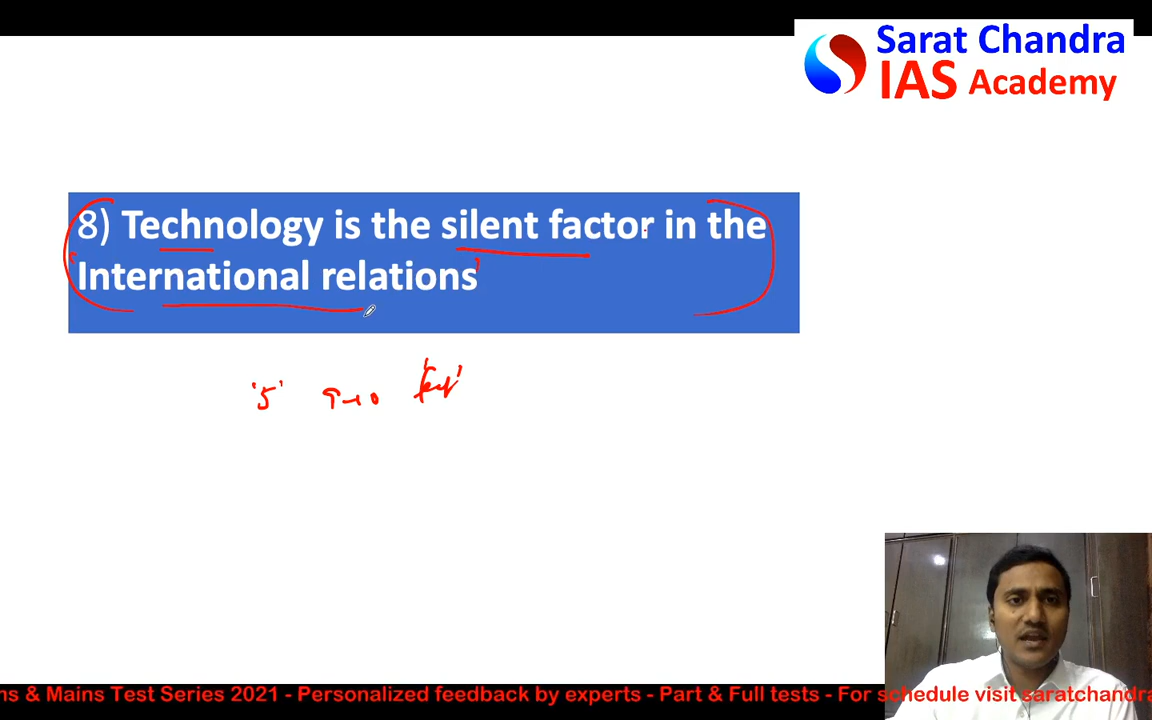 Sarat Chandra
IAS Academy
8) Technology is the silent factor in the
International relations'
'5'
ns & Mains Test Series 2021 - Personalized feedback by experts - Part & Full tests - For schedule visit saratchandra